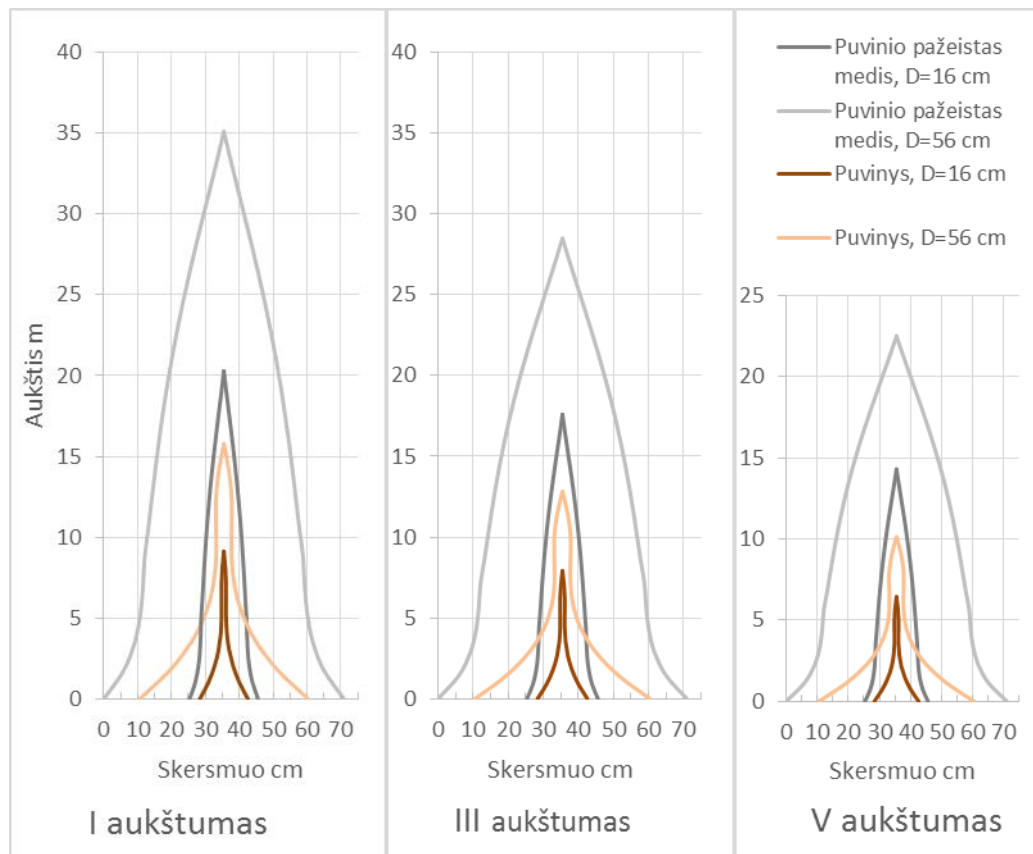 40
35
30
25
20
15
10
5
0
Aukštis m
0 10 20 30 40 50 60 70
Skersmuo cm
I aukštumas
40
35
30
25
20
15
10
5
0
0 10 20 30 40 50 60 70
Skersmuo cm
III aukštumas
Puvinio pažeistas
medis, D=16 cm
Puvinio pažeistas
medis, D=56 cm
Puvinys, D=16 cm
Puvinys, D=56 cm
25
20
15
10
5
0
0 10 20 30 40 50 60 70
Skersmuo cm
V aukštumas